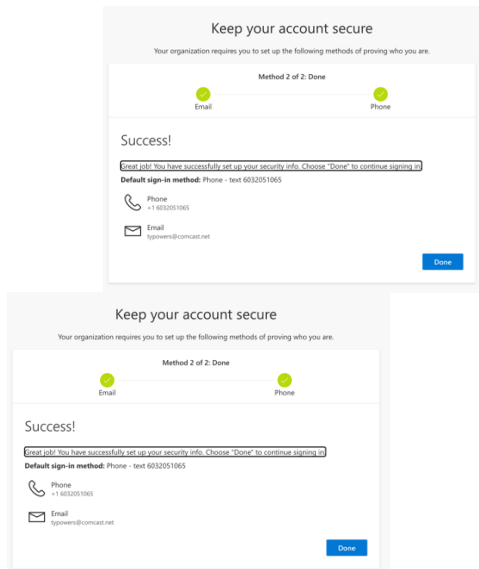 Keep your account secure
Your organization requires you to set up the following methods of proving who you are.
Method 2 of 2: Done
Email
Phone
Success!
Great job! You have successfully set up your security info. Choose "Done" to continue signing in.
Default sign-in method: Phone - text 6032051065
Phone
+1 6032051065
Email
typowers@comcast.net
Done
Keep your account secure
Your organization requires you to set up the following methods of proving who you are.
Method 2 of 2: Done
Email
Phone
Success!
Great job! You have successfully set up your security info. Choose "Done" to continue signing in.
Default sign-in method: Phone - text 6032051065
Phone
+1 6032051065
Email
typowers@comcast.net
Done